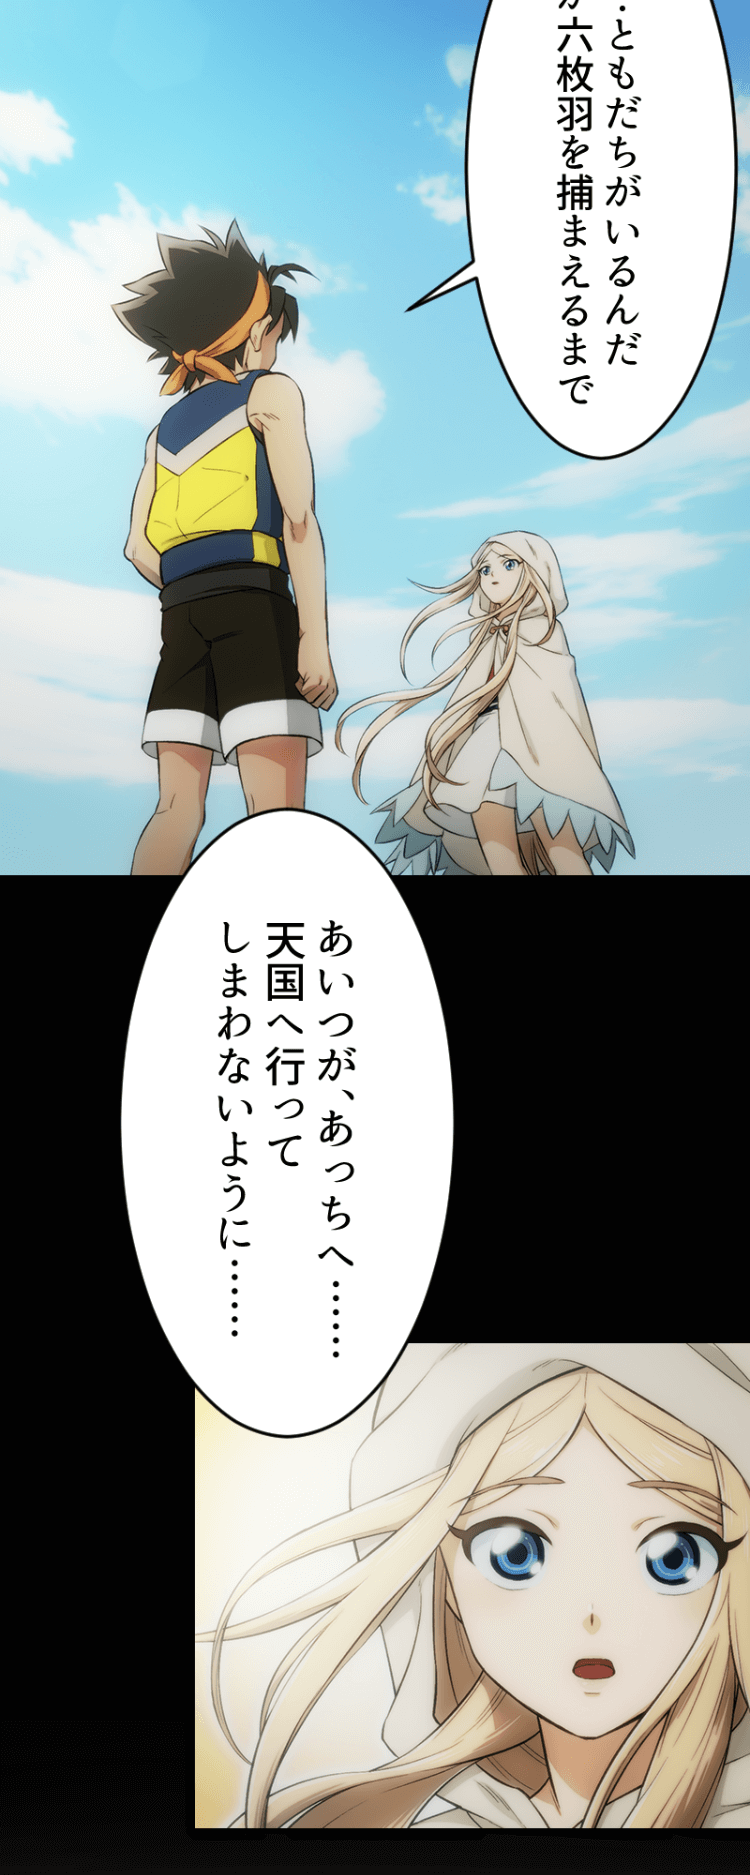 ともだちがいるんだ
六枚羽を捕まえるまで
あいつが、あっちへ……
天国へ行って
しまわないように……